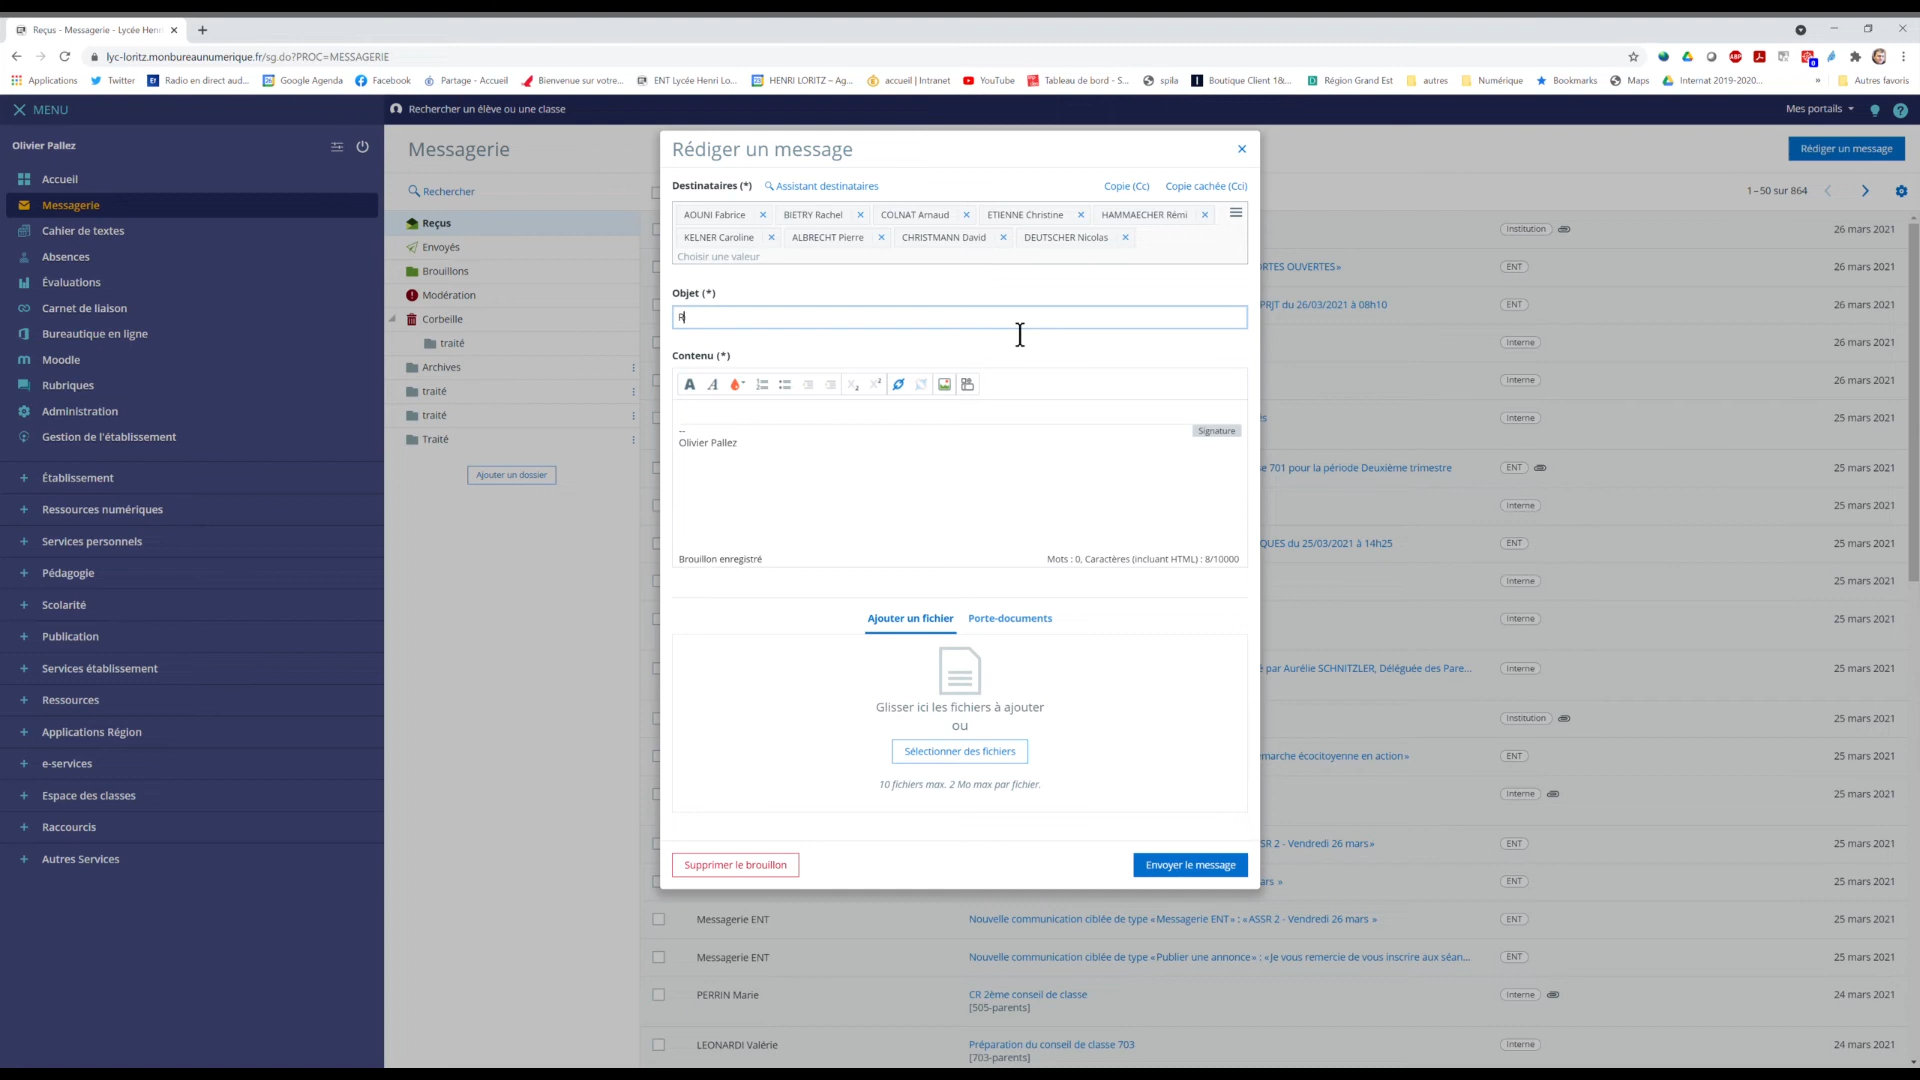 Reçus - Messagerie - Lycée Henri
lyc-loritz.monbureaunumerique.fr/sg.do?PROC=MESSAGERIE
Applications Twitter Radio en direct aud... Google Agenda Facebook Partage - Accueil Bienvenue sur votre... ENT Lycée Henri Lo... HENRI LORITZ – Ag... accueil | Intranet YouTube Tableau de bord - S... spila Boutique Client 1&... Région Grand Est autres Numérique Bookmarks Maps Internat 2019-2020... » Autres favoris
MENU
Rechercher un élève ou une classe
Mes portails
Olivier Pallez
Accueil
Messagerie
Cahier de textes
Absences
Évaluations
Carnet de liaison
Bureautique en ligne
Moodle
Rubriques
Administration
Gestion de l'établissement
Établissement
Ressources numériques
Services personnels
Pédagogie
Scolarité
Publication
Services établissement
Ressources
Applications Région
e-services
Espace des classes
Raccourcis
Autres Services
Messagerie
Rechercher
Reçus
Envoyés
Brouillons
Modération
Corbeille
traité
Archives
traité
traité
Traité
Ajouter un dossier
Rédiger un message
Destinataires (*) Assistant destinataires Copie (Cc) Copie cachée (Cci)
AOUNI Fabrice × BIETRY Rachel × COLNAT Arnaud × ETIENNE Christine × HAMMAECHER Rémi ×
KELNER Caroline × ALBRECHT Pierre × CHRISTMANN David × DEUTSCHER Nicolas ×
Choisir une valeur
Objet (*)
R
Contenu (*)
--
Signature
Olivier Pallez
Brouillon enregistré
Mots : 0, Caractères (incluant HTML) : 8/10000
Ajouter un fichier Porte-documents
Glisser ici les fichiers à ajouter
ou
Sélectionner des fichiers
10 fichiers max. 2 Mo max par fichier.
Supprimer le brouillon
Envoyer le message
Rédiger un message
1–50 sur 864
Institution 26 mars 2021
RTES OUVERTES» ENT 26 mars 2021
PRJT du 26/03/2021 à 08h10 ENT 26 mars 2021
Interne 26 mars 2021
Interne 26 mars 2021
Interne 26 mars 2021
e 701 pour la période Deuxième trimestre ENT 25 mars 2021
Interne 25 mars 2021
QUES du 25/03/2021 à 14h25 ENT 25 mars 2021
Interne 25 mars 2021
Interne 25 mars 2021
é par Aurélie SCHNITZLER, Déléguée des Pare... Interne 25 mars 2021
Institution 25 mars 2021
marche écocitoyenne en action» ENT 25 mars 2021
Interne 25 mars 2021
SR 2 - Vendredi 26 mars» ENT 25 mars 2021
ars » ENT 25 mars 2021
Messagerie ENT Nouvelle communication ciblée de type «Messagerie ENT» : «ASSR 2 - Vendredi 26 mars » ENT 25 mars 2021
Messagerie ENT Nouvelle communication ciblée de type «Publier une annonce» : «Je vous remercie de vous inscrire aux séan... ENT 25 mars 2021
PERRIN Marie CR 2ème conseil de classe Interne 24 mars 2021
[505-parents]
LEONARDI Valérie Préparation du conseil de classe 703 Interne 24 mars 2021
[703-parents]